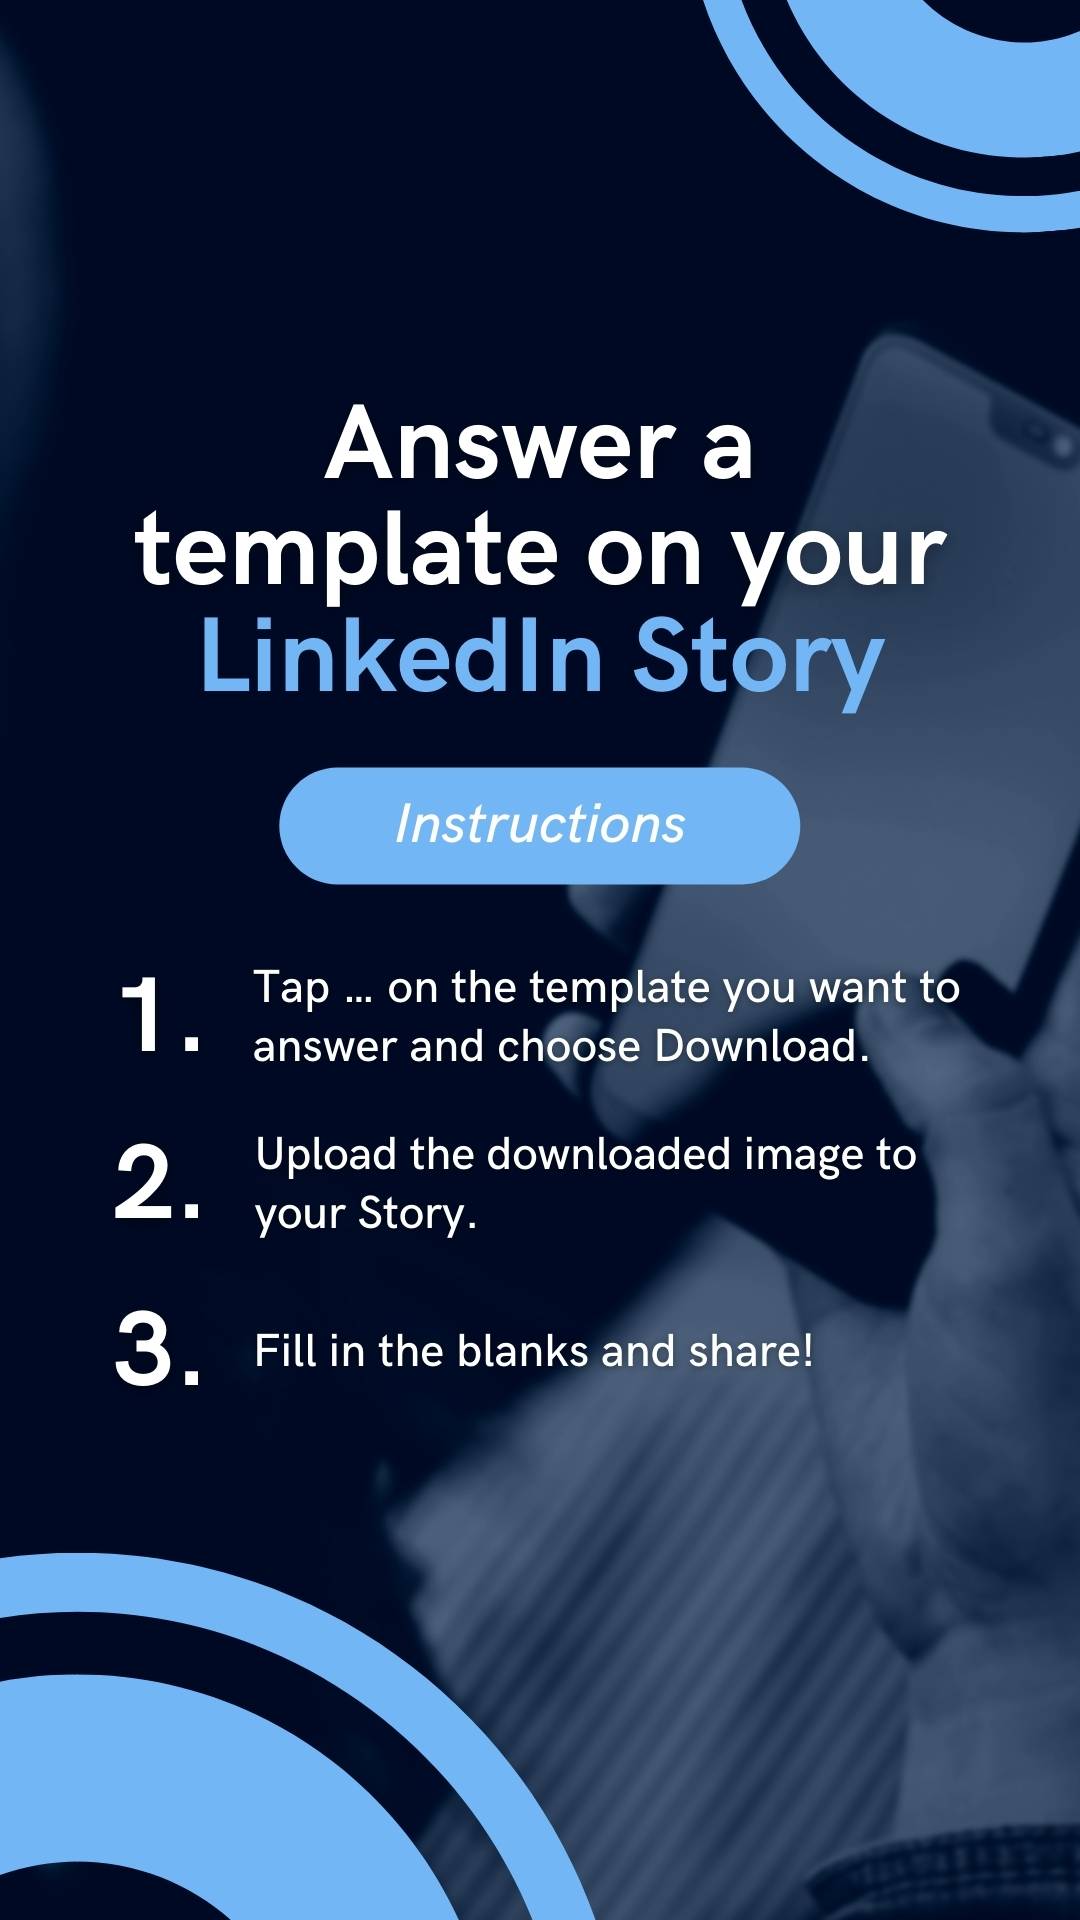 Answer a
template on your
LinkedIn Story
Instructions
1. Tap ... on the template you want to
answer and choose Download.
2. Upload the downloaded image to
your Story.
3. Fill in the blanks and share!